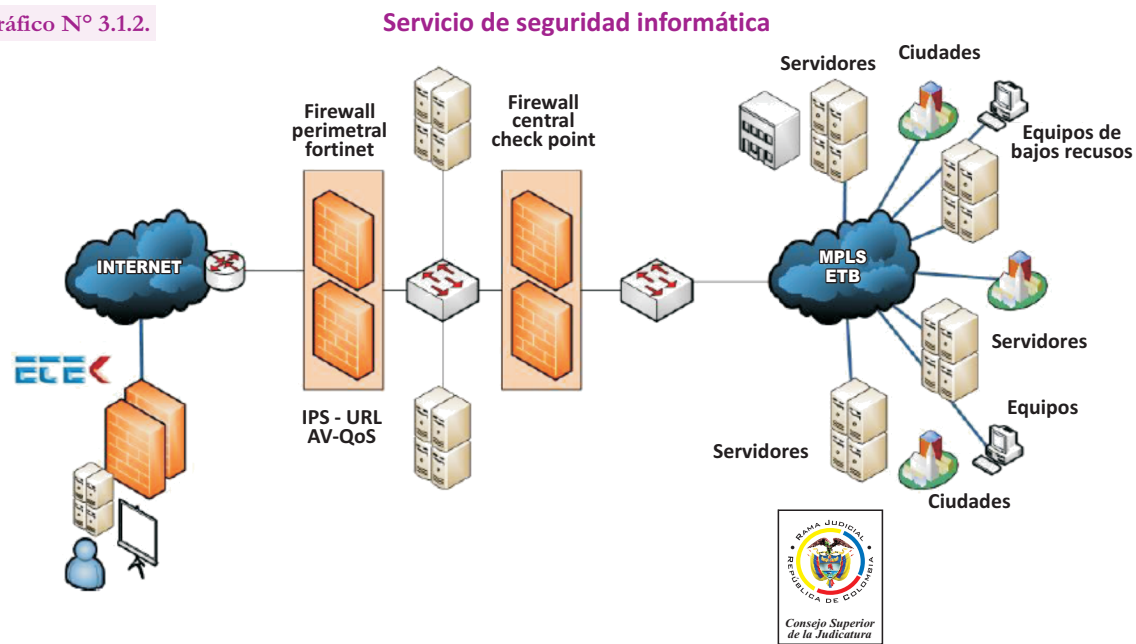 ráfico N° 3.1.2.
Servicio de seguridad informática
Firewall
perimetral
fortinet
Firewall
central
check point
Servidores
Ciudades
Equipos de
bajos recusos
INTERNET
MPLS
ETB
ETEK
IPS - URL
AV-QoS
Servidores
Equipos
Servidores
Ciudades
RAMA JUDICIAL
REPÚBLICA DE COLOMBIA
Consejo Superior
de la Judicatura